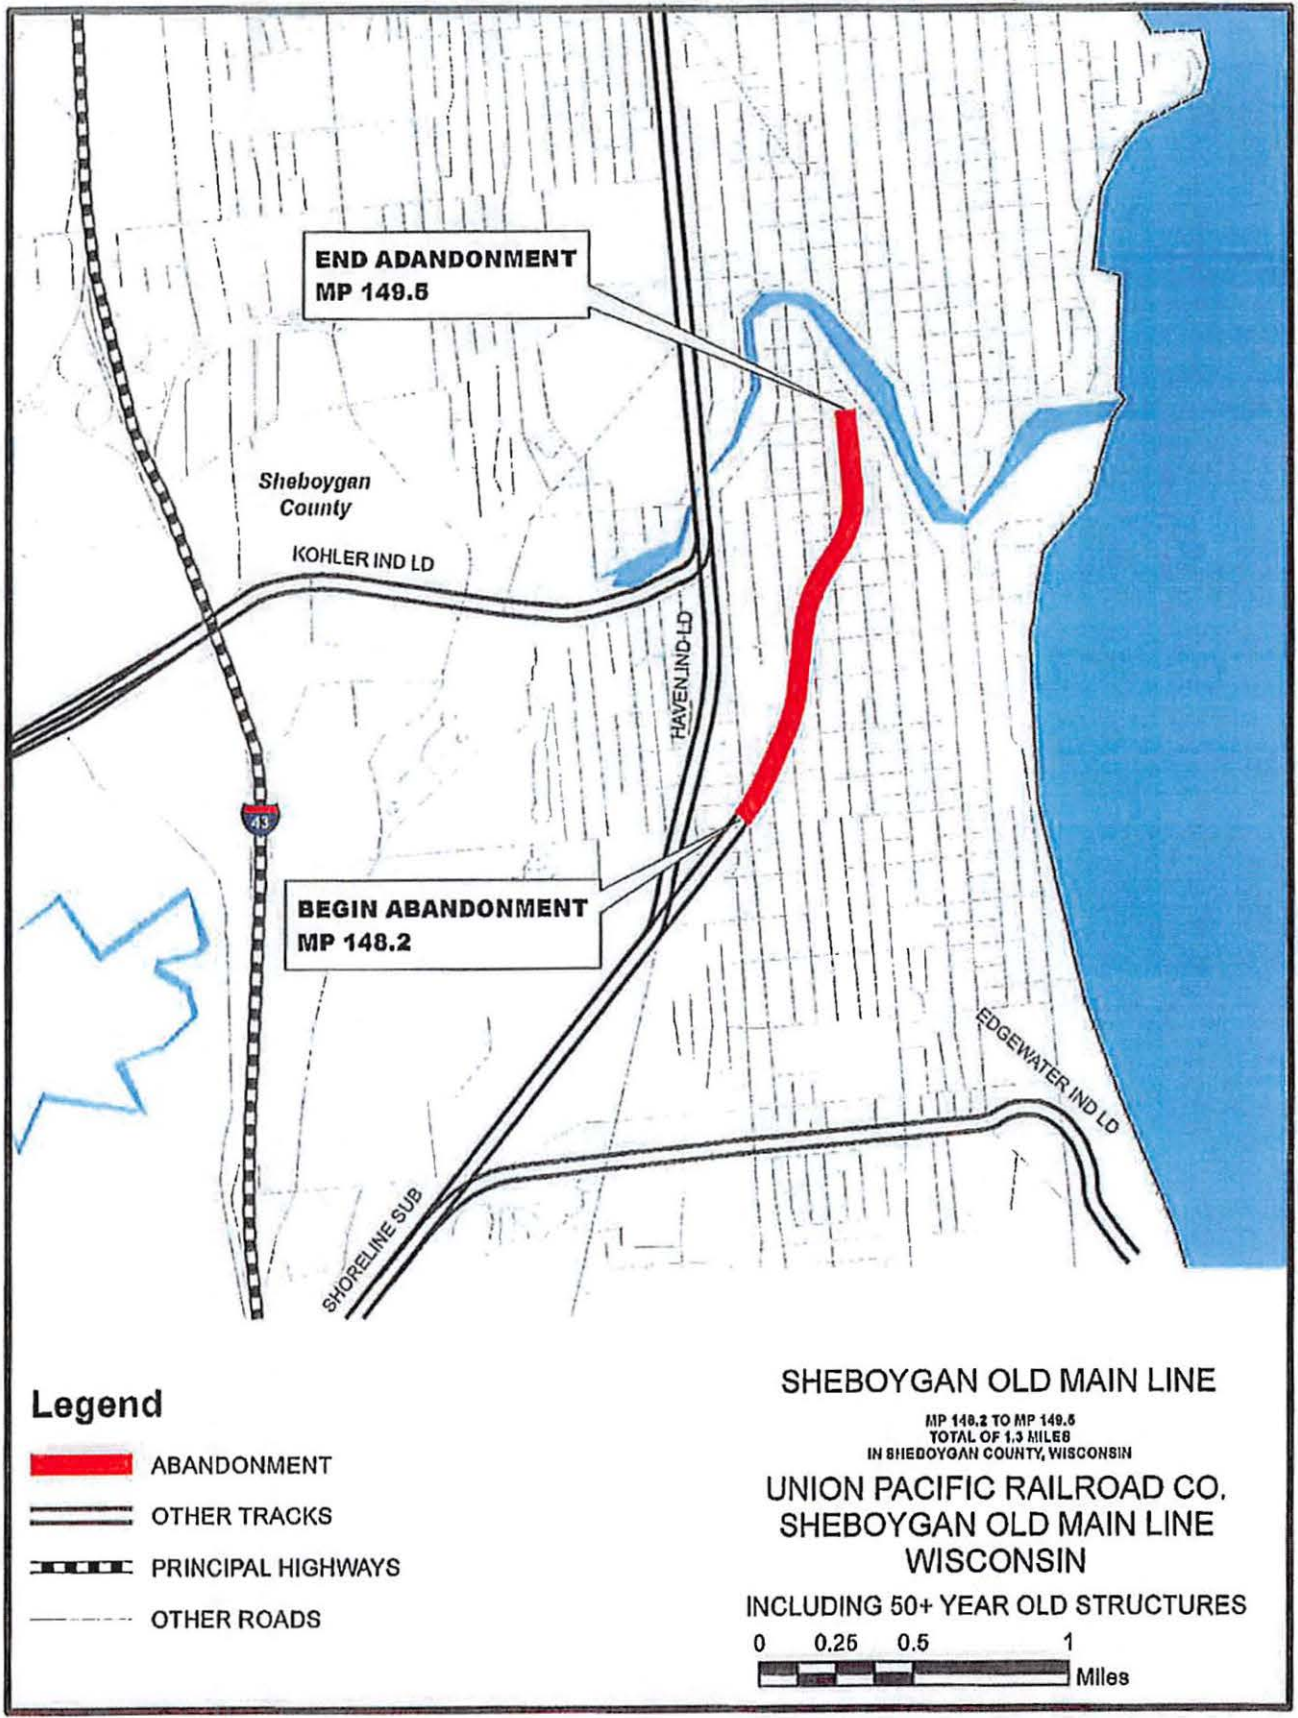 END ADANDONMENT
MP 149.5
Sheboygan
County
KOHLER IND LD
HAVEN IND LD
43
BEGIN ABANDONMENT
MP 148.2
EDGEWATER IND LD
SHORELINE SUB
Legend
ABANDONMENT
OTHER TRACKS
PRINCIPAL HIGHWAYS
OTHER ROADS
SHEBOYGAN OLD MAIN LINE
MP 148.2 TO MP 149.5
TOTAL OF 1.3 MILES
IN SHEBOYGAN COUNTY, WISCONSIN
UNION PACIFIC RAILROAD CO.
SHEBOYGAN OLD MAIN LINE
WISCONSIN
INCLUDING 50+ YEAR OLD STRUCTURES
0 0.25 0.5 1
Miles